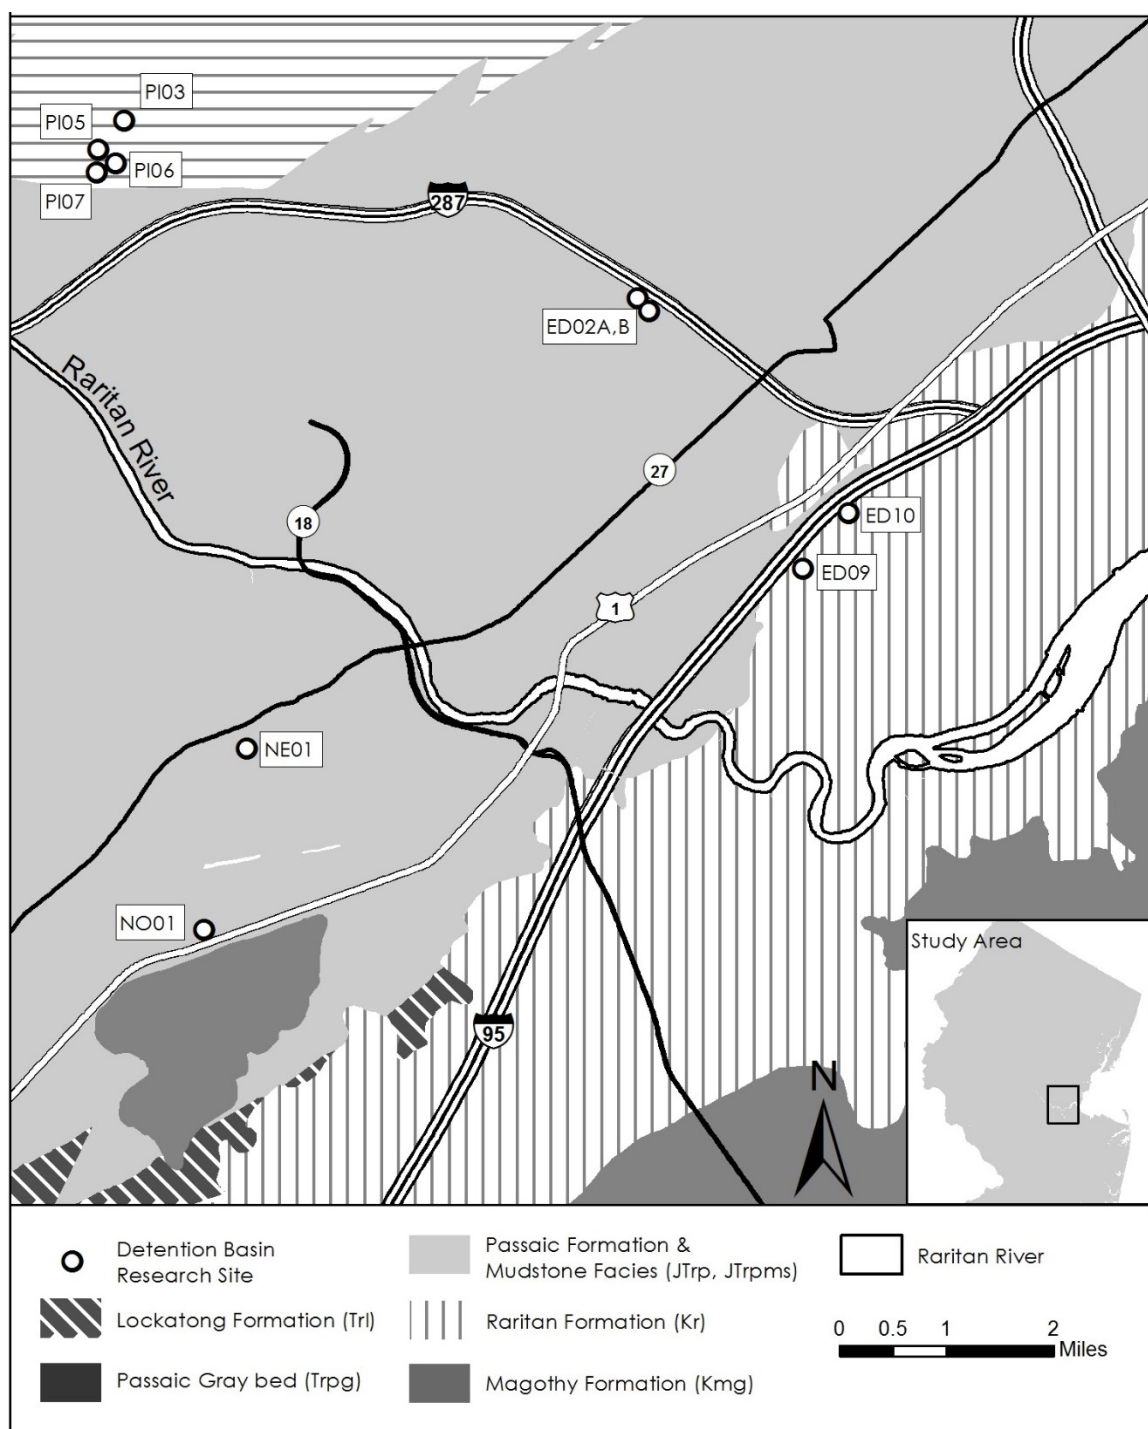 PI03
PI05
PI06
PI07
287
ED02A,B
Raritan River
27
18
ED10
ED09
1
NE01
NO01
95
N
Study Area
Detention Basin
Research Site
Lockatong Formation (Trl)
Passaic Gray bed (Trpg)
Passaic Formation &
Mudstone Facies (JTrp, JTrpms)
Raritan Formation (Kr)
Magothy Formation (Kmg)
Raritan River
0 0.5 1 2
Miles